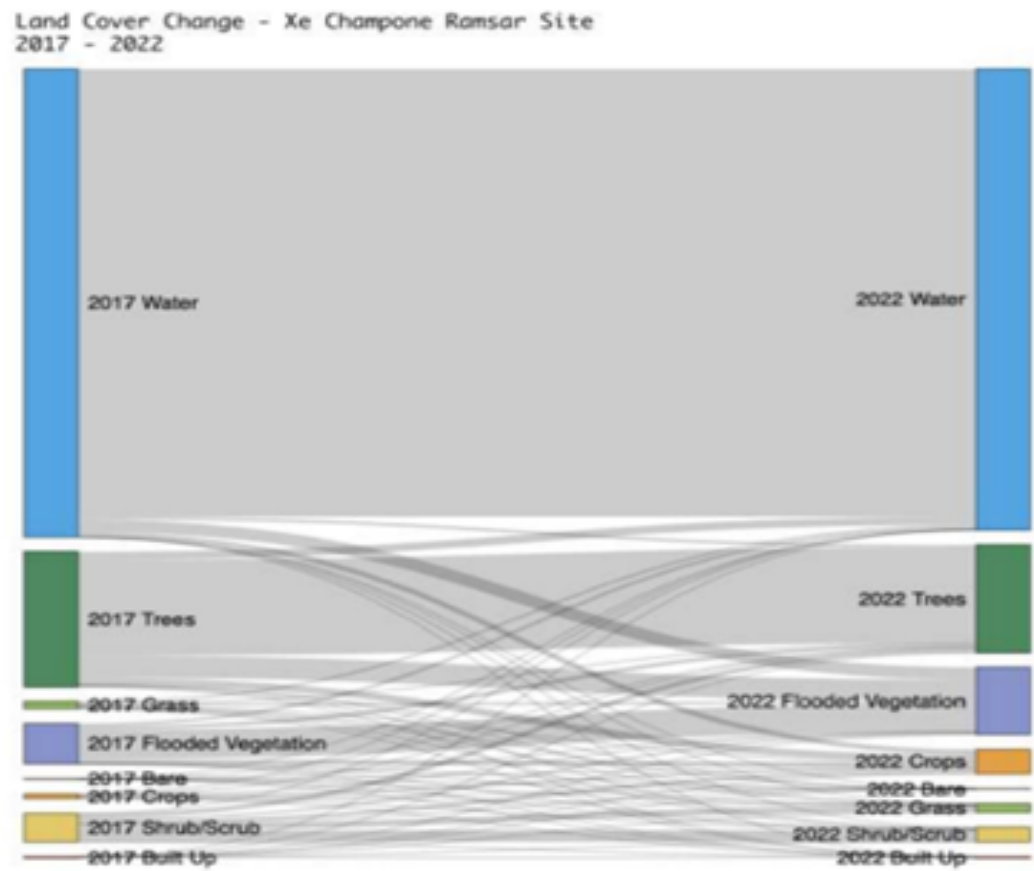 Land Cover Change - Xe Champone Ramsar Site
2017 - 2022
2017 Water
2022 Water
2017 Trees
2022 Trees
2017 Grass
2022 Flooded Vegetation
2017 Flooded Vegetation
2022 Crops
2017 Bare
2022 Bare
2017 Crops
2022 Grass
2017 Shrub/Scrub
2022 Shrub/Scrub
2017 Built Up
2022 Built Up